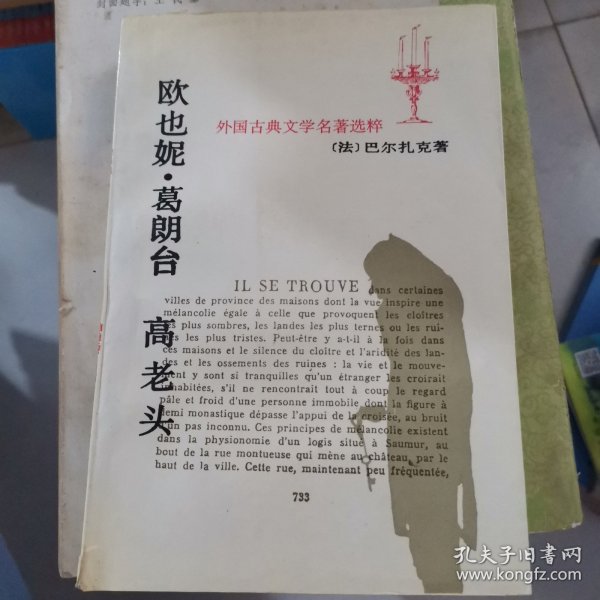 封面题字：王
欧也妮·葛朗台
高老头
外国古典文学名著选粹
〔法〕巴尔扎克著
IL SE TROUVE dans certaines
villes de province des maisons dont la vue inspire une
mélancolie égale à celle que provoquent les cloîtres
les plus sombres, les landes les plus ternes ou les rui-
nes les plus tristes. Peut-être y a-t-il à la fois dans
ces maisons et le silence du cloître et l'aridité des lan-
des et les ossements des ruines : la vie et le mouve-
ment y sont si tranquilles qu'un étranger les croirait
inhabitées, s'il ne rencontrait tout à coup le regard
pâle et froid d'une personne immobile dont la figure à
demi monastique dépasse l'appui de la croisée, au bruit
d'un pas inconnu. Ces principes de mélancolie existent
dans la physionomie d'un logis situé à Saumur, au
bout de la rue montueuse qui mène au château, par le
haut de la ville. Cette rue, maintenant peu fréquentée,
733
孔夫子旧书网
www.kongfz.com